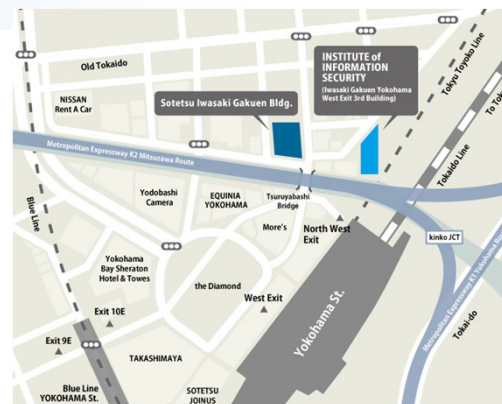 Old Tokaido
NISSAN
Rent A Car
Sotetsu Iwasaki Gakuen Bldg.
INSTITUTE of
INFORMATION
SECURITY
(Iwasaki Gakuen Yokohama
West Exit 3rd Building)
Tokyu Toyoko Line
To Tok
Tokaido Line
Metropolitan Expressway K2 Mitsuzawa Route
Blue Line
Yodobashi
Camera
EQUINIA
YOKOHAMA
Tsuruyabashi
Bridge
More's
North West
Exit
kinko JCT
Yokohama
Bay Sheraton
Hotel & Towes
the Diamond
West Exit
Yokohama St.
Metropolitan Expressway K1 Yokohama Rou
Tokai-do
Exit 10E
Exit 9E
TAKASHIMAYA
Blue Line
YOKOHAMA St.
SOTETSU
JOINUS